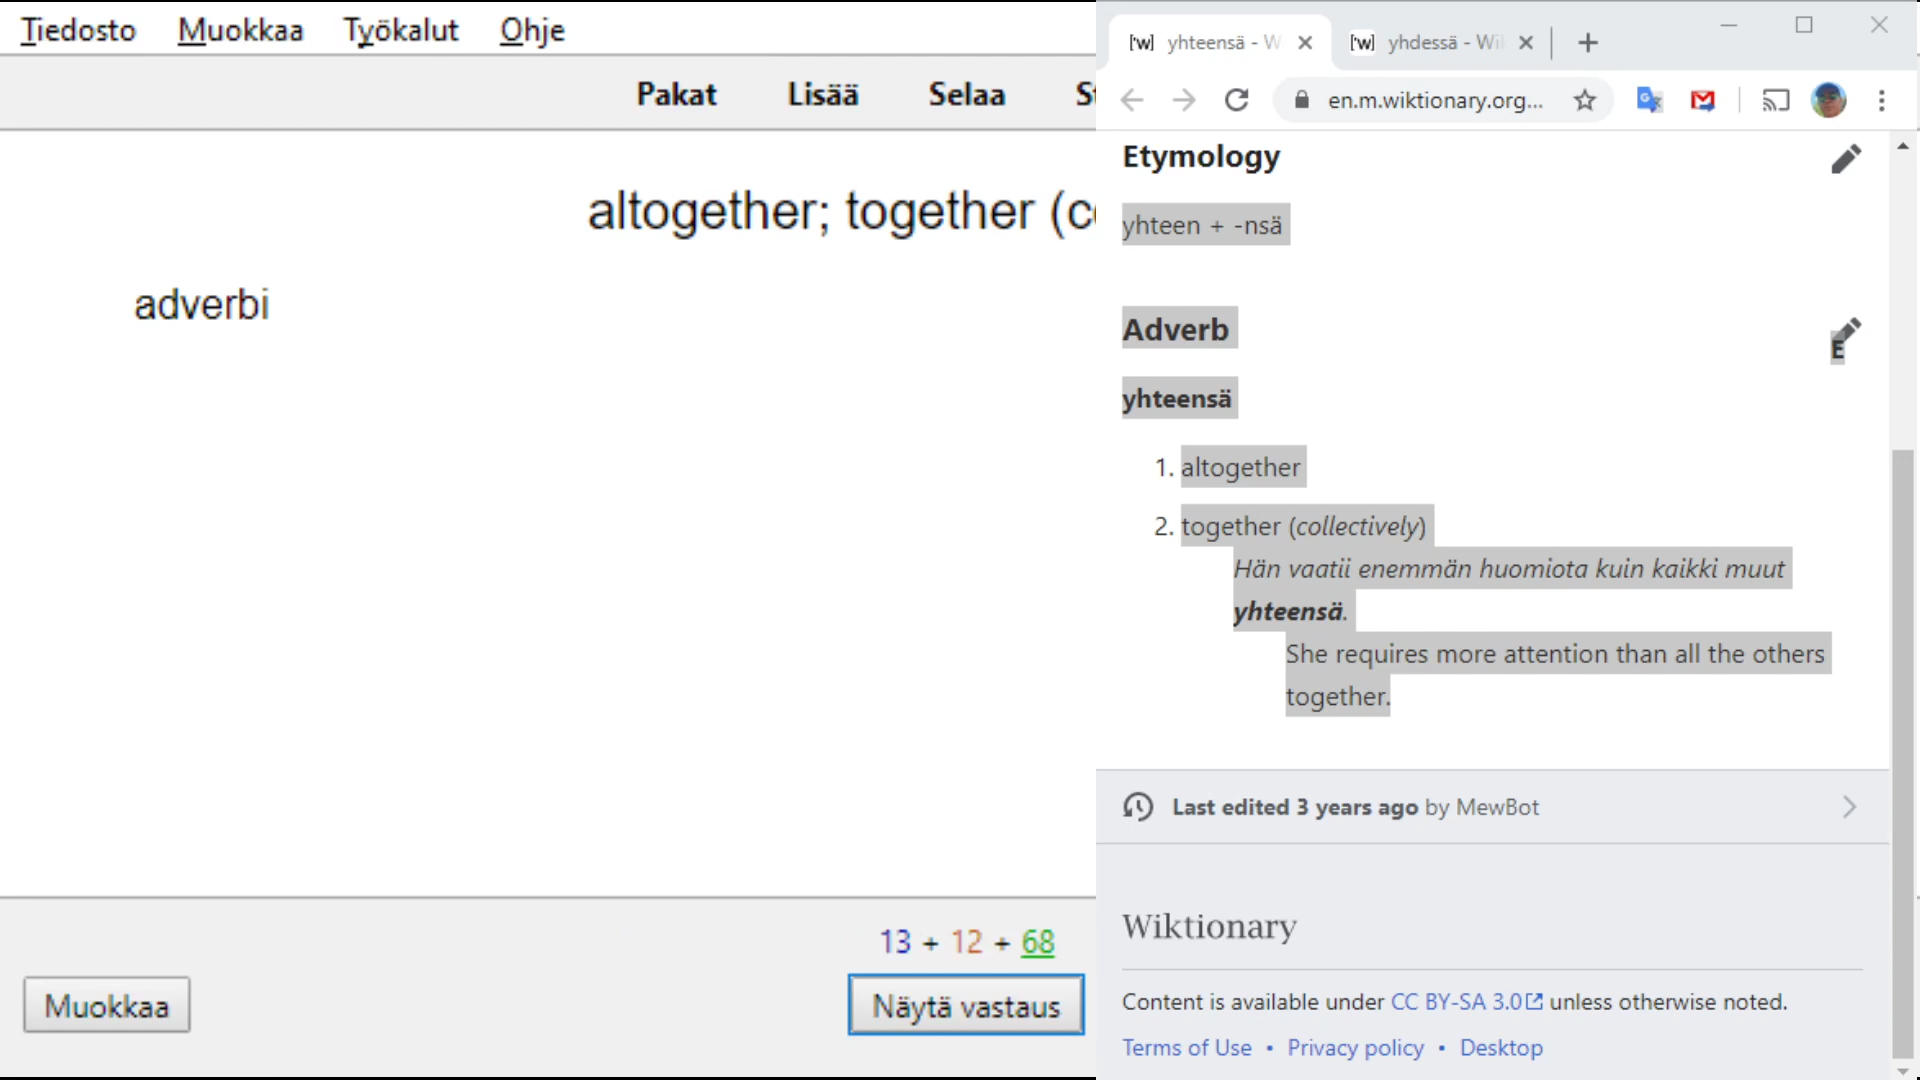 Tiedosto Muokkaa Työkalut Ohje
Pakat Lisää Selaa
altogether; together
adverbi
13 + 12 + 68
Muokkaa
Näytä vastaus
yhteensä - W
yhdessä - Wi
en.m.wiktionary.org...
Etymology
yhteen + -nsä
Adverb
E
yhteensä
1. altogether
2. together (collectively)
Hän vaatii enemmän huomiota kuin kaikki muut
yhteensä.
She requires more attention than all the others
together.
Last edited 3 years ago by MewBot
Wiktionary
Content is available under CC BY-SA 3.0 unless otherwise noted.
Terms of Use • Privacy policy • Desktop